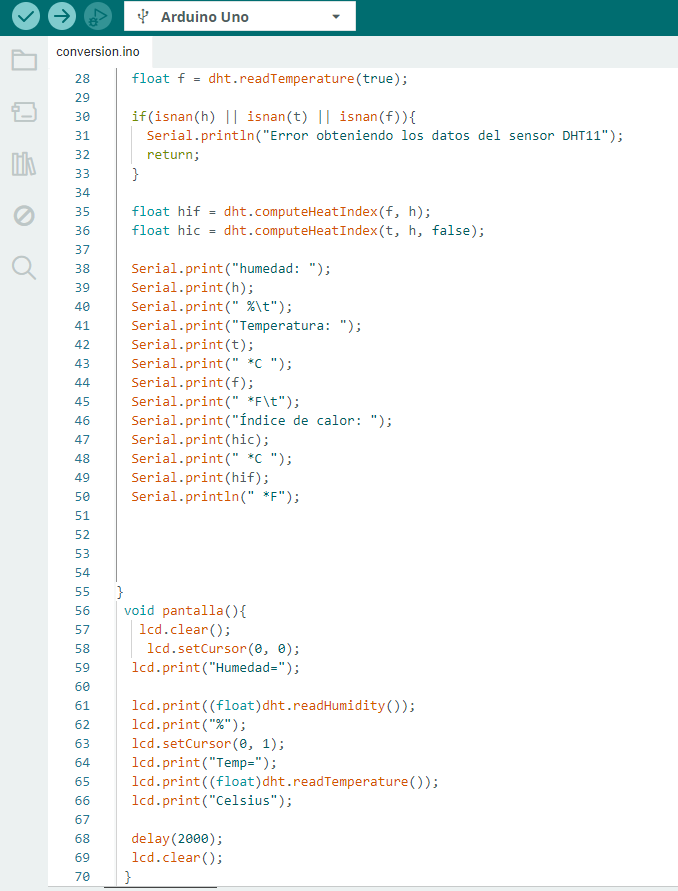 Arduino Uno
conversion.ino
28 float f = dht.readTemperature(true);
29
30 if(isnan(h) || isnan(t) || isnan(f)){
31 Serial.println("Error obteniendo los datos del sensor DHT11");
32 return;
33 }
34
35 float hif = dht.computeHeatIndex(f, h);
36 float hic = dht.computeHeatIndex(t, h, false);
37
38 Serial.print("humedad: ");
39 Serial.print(h);
40 Serial.print(" %\t");
41 Serial.print("Temperatura: ");
42 Serial.print(t);
43 Serial.print(" *C ");
44 Serial.print(f);
45 Serial.print(" *F\t");
46 Serial.print("Índice de calor: ");
47 Serial.print(hic);
48 Serial.print(" *C ");
49 Serial.print(hif);
50 Serial.println(" *F");
51
52
53
54
55 }
56 void pantalla(){
57 lcd.clear();
58 lcd.setCursor(0, 0);
59 lcd.print("Humedad=");
60
61 lcd.print((float)dht.readHumidity());
62 lcd.print("%");
63 lcd.setCursor(0, 1);
64 lcd.print("Temp=");
65 lcd.print((float)dht.readTemperature());
66 lcd.print("Celsius");
67
68 delay(2000);
69 lcd.clear();
70 }